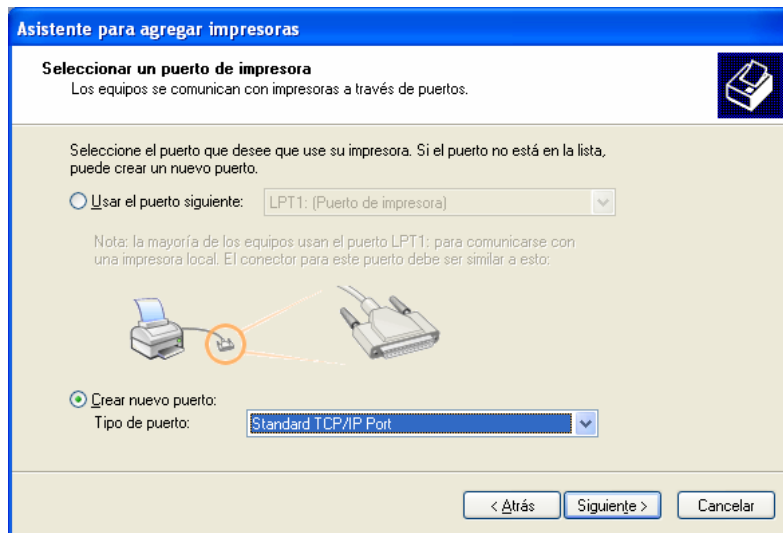 Asistente para agregar impresoras
Seleccionar un puerto de impresora
Los equipos se comunican con impresoras a través de puertos.
Seleccione el puerto que desee que use su impresora. Si el puerto no está en la lista,
puede crear un nuevo puerto.
Usar el puerto siguiente: LPT1: (Puerto de impresora)
Nota: la mayoría de los equipos usan el puerto LPT1: para comunicarse con
una impresora local. El conector para este puerto debe ser similar a esto:
Crear nuevo puerto:
Tipo de puerto: Standard TCP/IP Port
< Atrás Siguiente > Cancelar